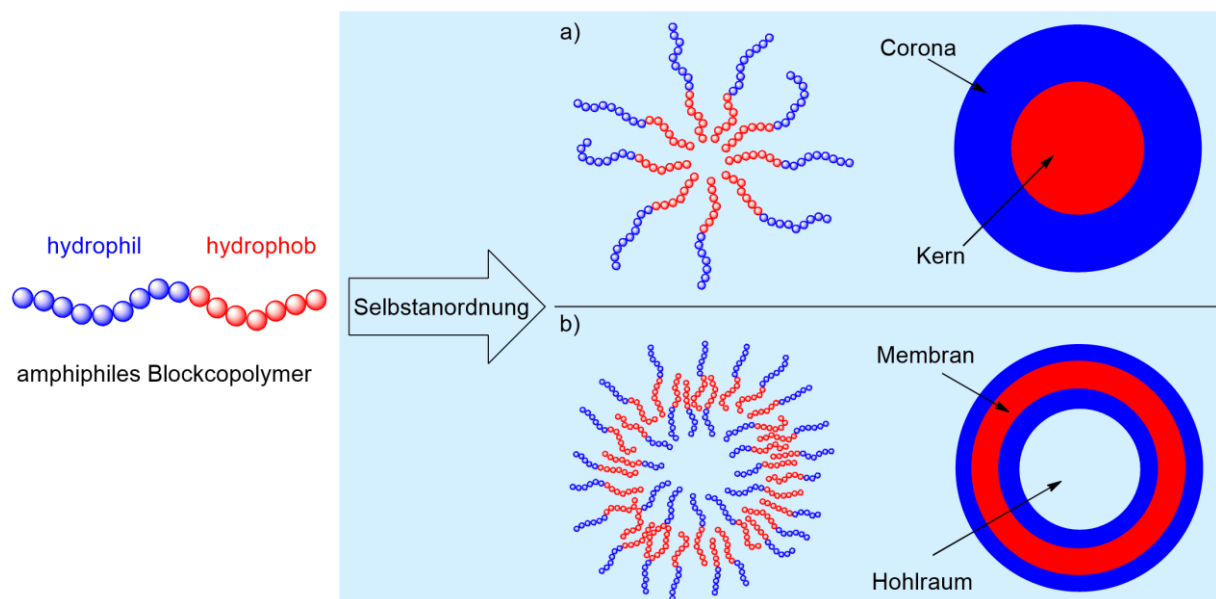 hydrophil
hydrophob
amphiphiles Blockcopolymer
Selbstanordnung
a)
Corona
Kern
b)
Membran
Hohlraum